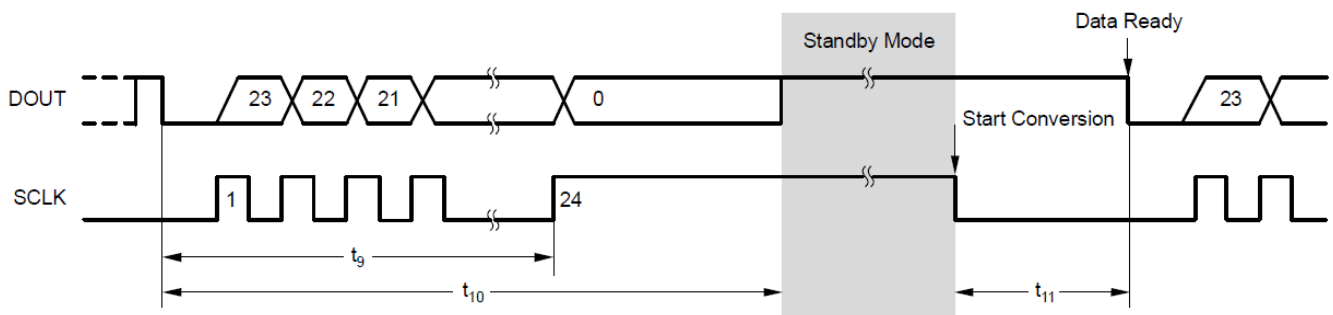 Data Ready
Standby Mode
DOUT 23 22 21 0 23
Start Conversion
SCLK 1 24
t9
t10 t11